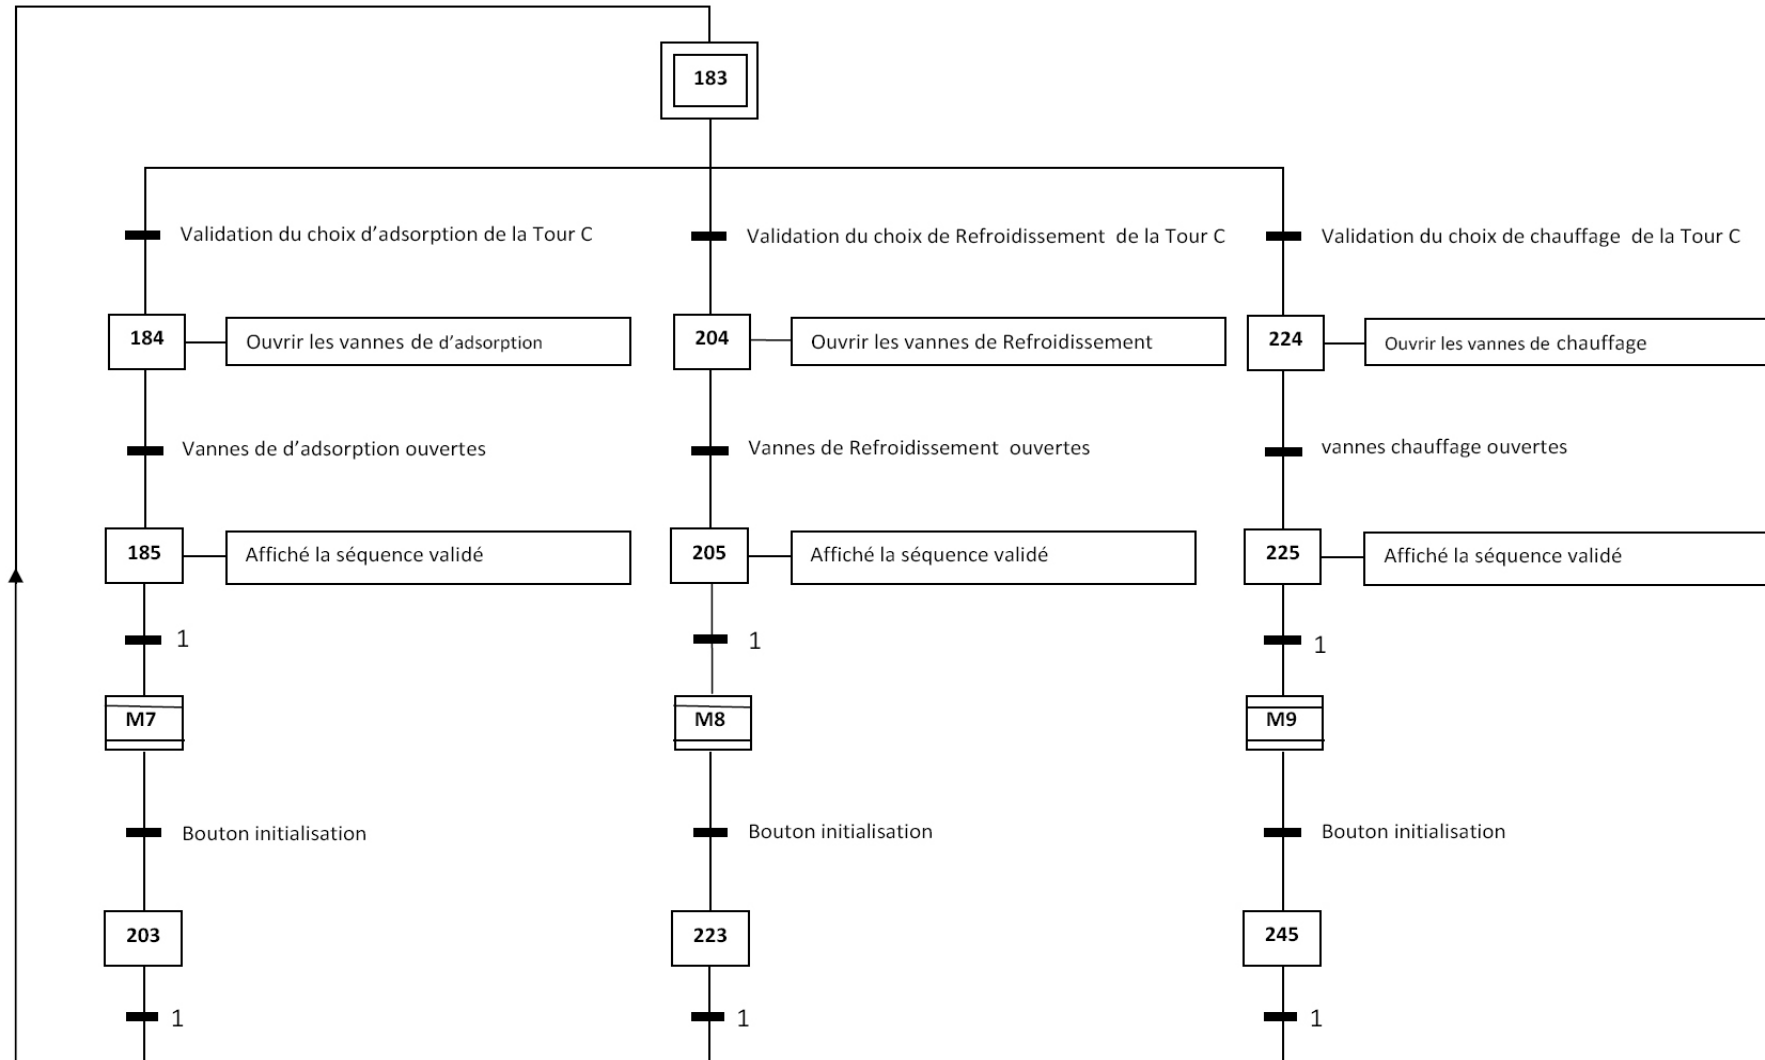 183
Validation du choix d’adsorption de la Tour C
Validation du choix de Refroidissement de la Tour C
Validation du choix de chauffage de la Tour C
184
Ouvrir les vannes de d’adsorption
204
Ouvrir les vannes de Refroidissement
224
Ouvrir les vannes de chauffage
Vannes de d’adsorption ouvertes
Vannes de Refroidissement ouvertes
vannes chauffage ouvertes
185
Affiché la séquence validé
205
Affiché la séquence validé
225
Affiché la séquence validé
1
1
1
M7
M8
M9
Bouton initialisation
Bouton initialisation
Bouton initialisation
203
223
245
1
1
1